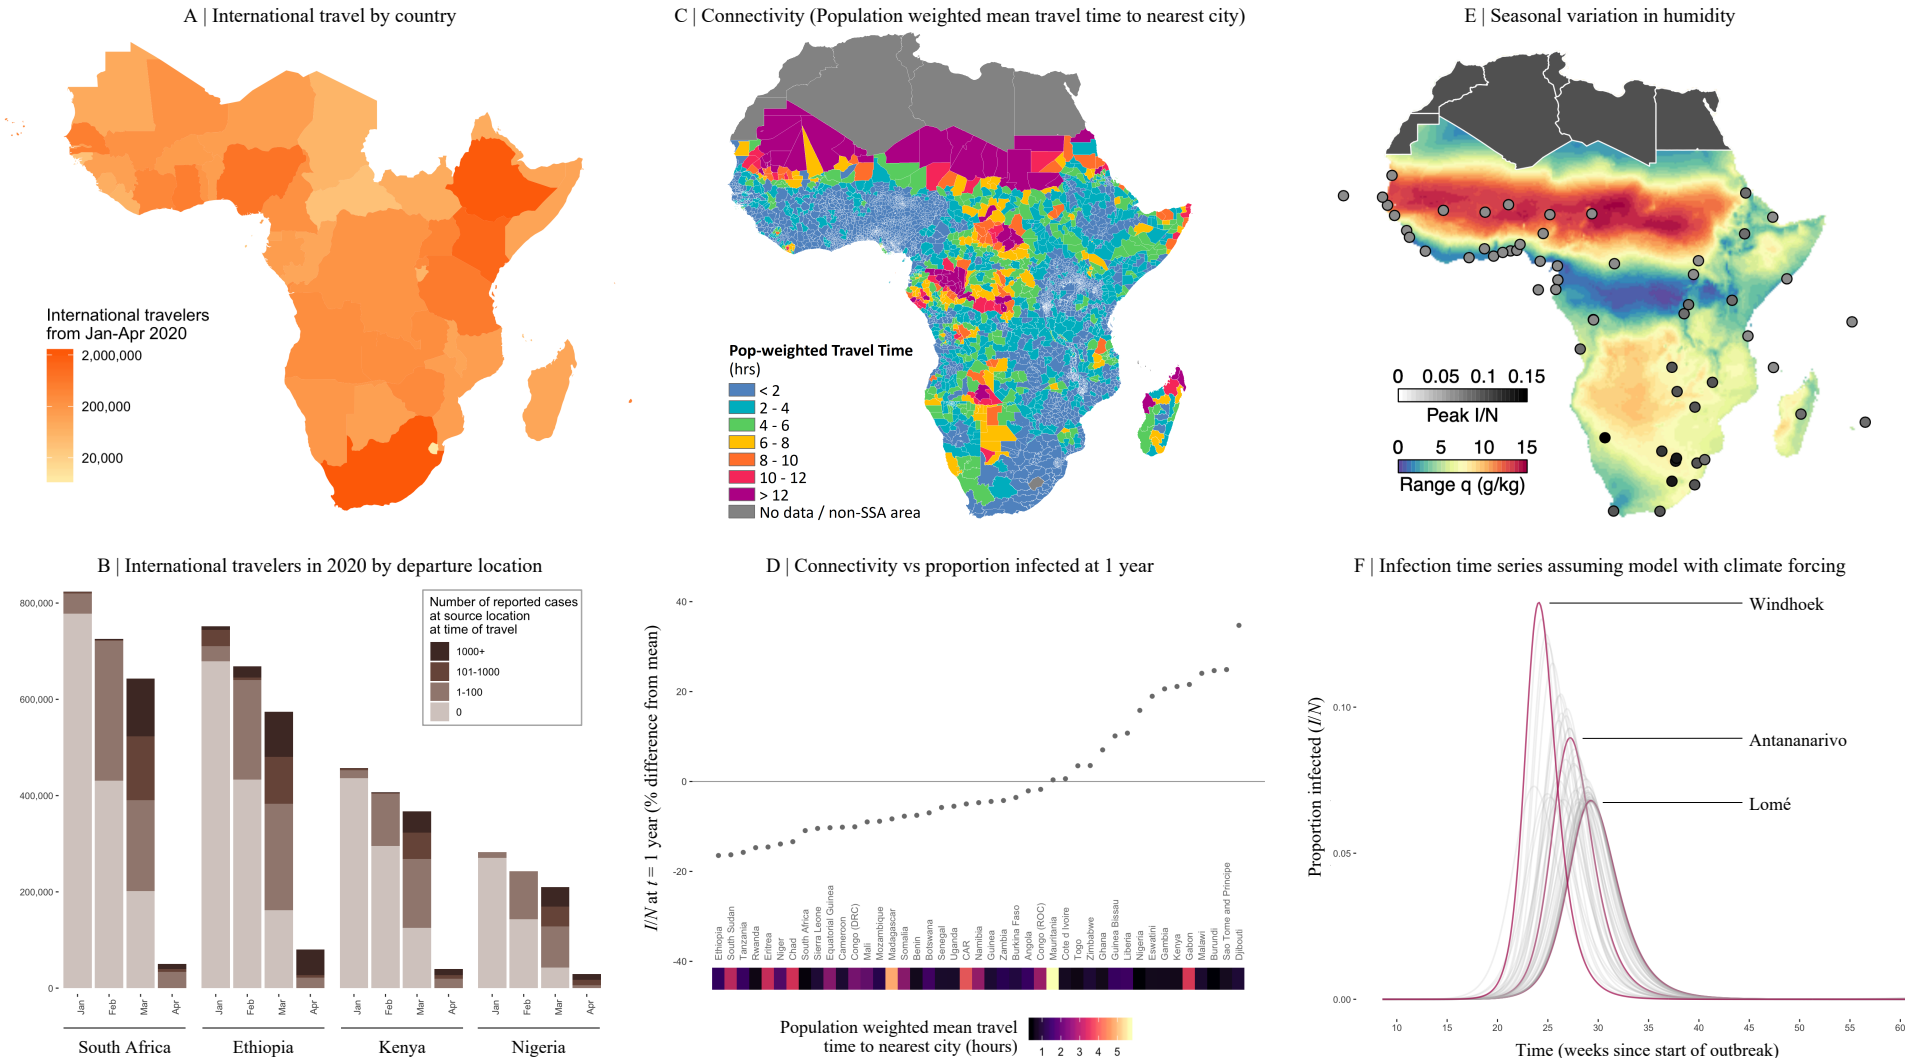 A | International travel by country
International travelers
from Jan-Apr 2020
2,000,000
200,000
20,000
B | International travelers in 2020 by departure location
Number of reported cases
at source location
at time of travel
1000+
101-1000
1-100
0
800,000
600,000
400,000
200,000
0
Jan
Feb
Mar
Apr
Jan
Feb
Mar
Apr
Jan
Feb
Mar
Apr
Jan
Feb
Mar
Apr
South Africa
Ethiopia
Kenya
Nigeria
C | Connectivity (Population weighted mean travel time to nearest city)
Pop-weighted Travel Time
(hrs)
< 2
2 - 4
4 - 6
6 - 8
8 - 10
10 - 12
> 12
No data / non-SSA area
D | Connectivity vs proportion infected at 1 year
I/N at t = 1 year (% difference from mean)
40
20
0
-20
-40
Ethiopia
South Sudan
Tanzania
Rwanda
Eritrea
Niger
Chad
South Africa
Sierra Leone
Equatorial Guinea
Cameroon
Congo (DRC)
Mali
Mozambique
Madagascar
Somalia
Benin
Botswana
Senegal
Uganda
CAR
Namibia
Guinea
Zambia
Burkina Faso
Angola
Congo (ROC)
Mauritania
Cote d Ivoire
Togo
Zimbabwe
Ghana
Guinea Bissau
Liberia
Nigeria
Eswatini
Gambia
Kenya
Gabon
Malawi
Burundi
Sao Tome and Principe
Djibouti
Population weighted mean travel
time to nearest city (hours)
1 2 3 4 5
E | Seasonal variation in humidity
0 0.05 0.1 0.15
Peak I/N
0 5 10 15
Range q (g/kg)
F | Infection time series assuming model with climate forcing
Proportion infected (I/N)
0.10
0.05
0.00
Windhoek
Antananarivo
Lomé
10 15 20 25 30 35 40 45 50 55 60
Time (weeks since start of outbreak)